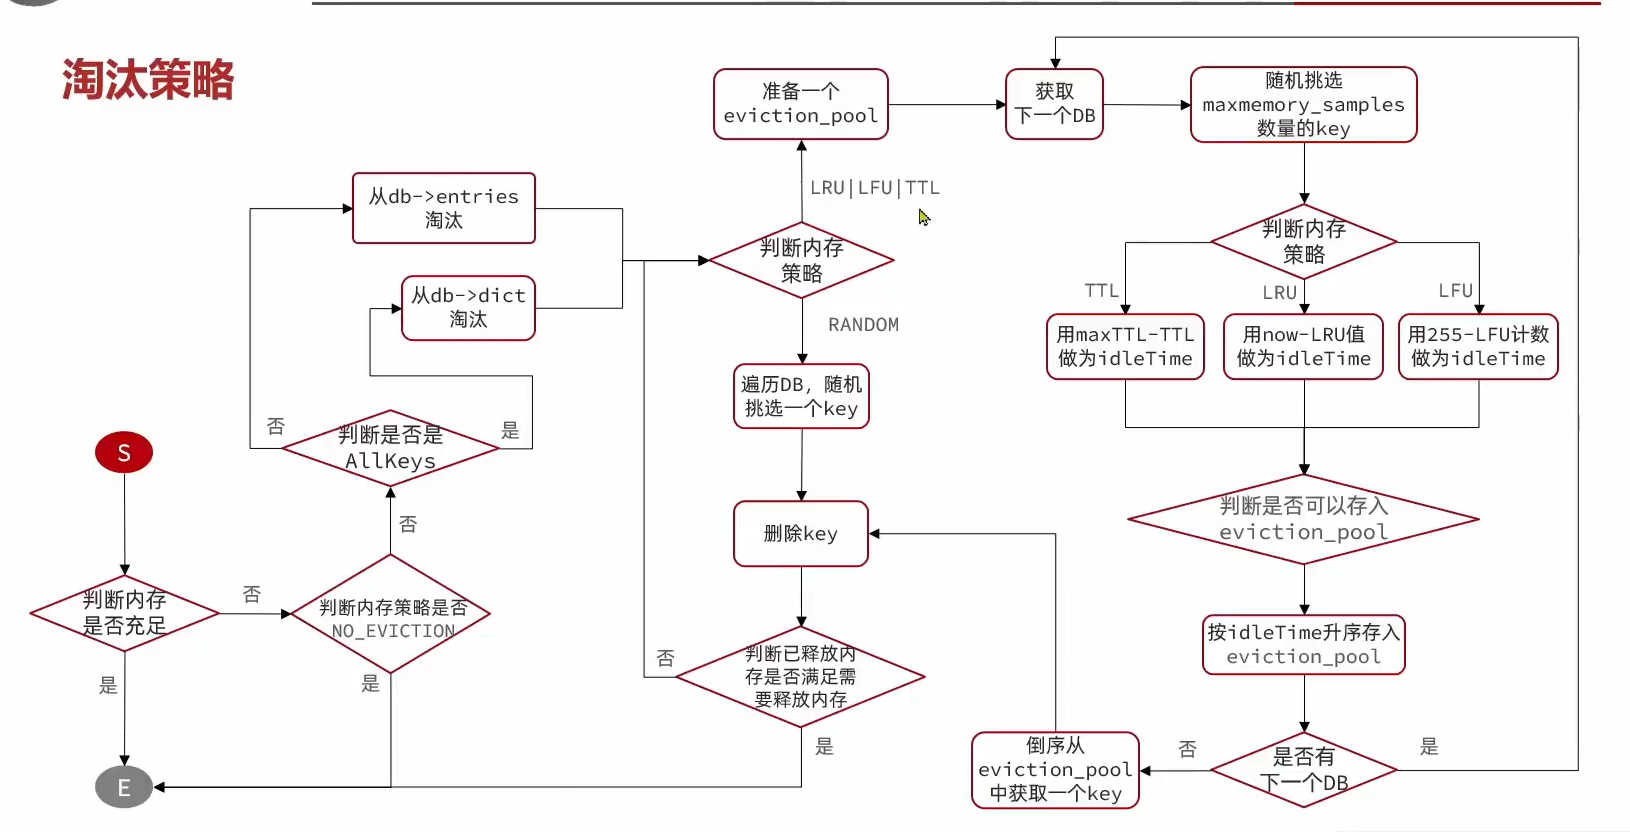 淘汰策略
准备一个
eviction_pool
获取
下一个DB
随机挑选
maxmemory_samples
数量的key
从db->entries
淘汰
LRU|LFU|TTL
判断内存
策略
判断内存
策略
从db->dict
淘汰
TTL
LRU
LFU
RANDOM
用maxTTL-TTL
做为idleTime
用now-LRU值
做为idleTime
用255-LFU计数
做为idleTime
遍历DB，随机
挑选一个key
否
判断是否是
AllKeys
是
S
否
删除key
判断是否可以存入
eviction_pool
判断内存
是否充足
否
判断内存策略是否
NO_EVICTION
按idleTime升序存入
eviction_pool
是
是
否
判断已释放内
存是否满足需
要释放内存
是
倒序从
eviction_pool
中获取一个key
否
是否有
下一个DB
是
E